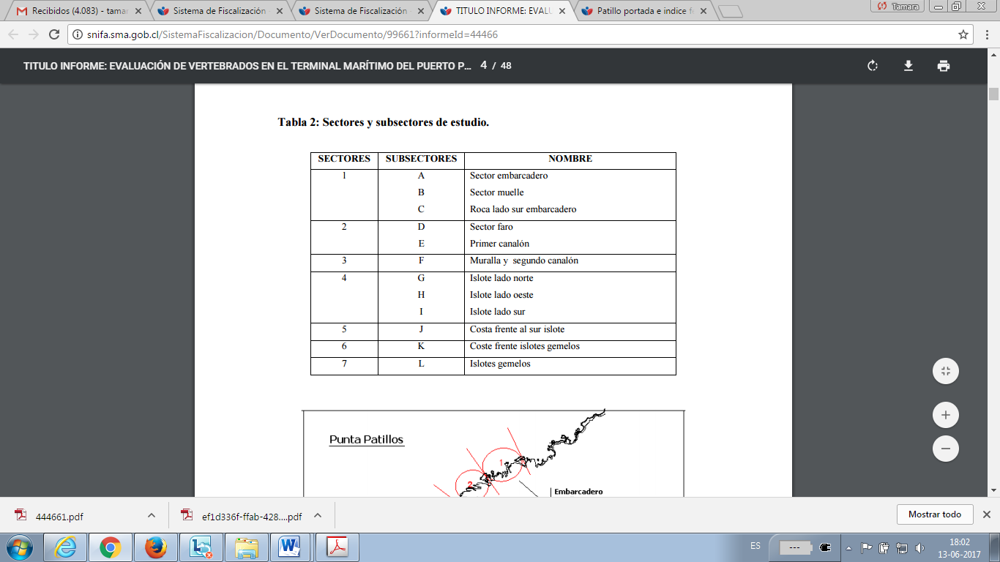 Recibidos (4.083) - tamar
Sistema de Fiscalización
Sistema de Fiscalización
TITULO INFORME: EVALU
Patillo portada e indice f
Tamara
snifa.sma.gob.cl/SistemaFiscalizacion/Documento/VerDocumento/99661?informeId=44466
TITULO INFORME: EVALUACIÓN DE VERTEBRADOS EN EL TERMINAL MARÍTIMO DEL PUERTO P... 4 / 48
Tabla 2: Sectores y subsectores de estudio.
SECTORES SUBSECTORES NOMBRE
1 A Sector embarcadero
B Sector muelle
C Roca lado sur embarcadero
2 D Sector faro
E Primer canalón
3 F Muralla y segundo canalón
4 G Islote lado norte
H Islote lado oeste
I Islote lado sur
5 J Costa frente al sur islote
6 K Coste frente islotes gemelos
7 L Islotes gemelos
Punta Patillos
1
2
Embarcadero
444661.pdf
ef1d336f-ffab-428....pdf
Mostrar todo
ES
---
18:02
13-06-2017